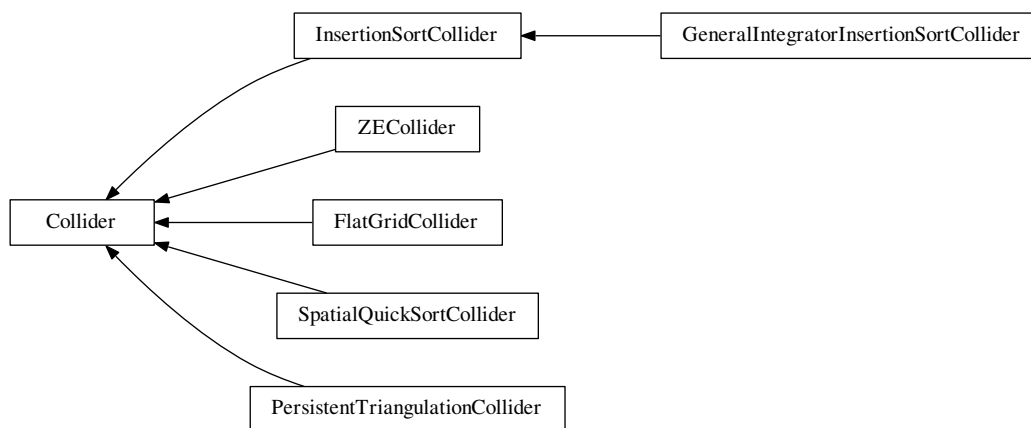 InsertionSortCollider
GeneralIntegratorInsertionSortCollider
ZECollider
Collider
FlatGridCollider
SpatialQuickSortCollider
PersistentTriangulationCollider